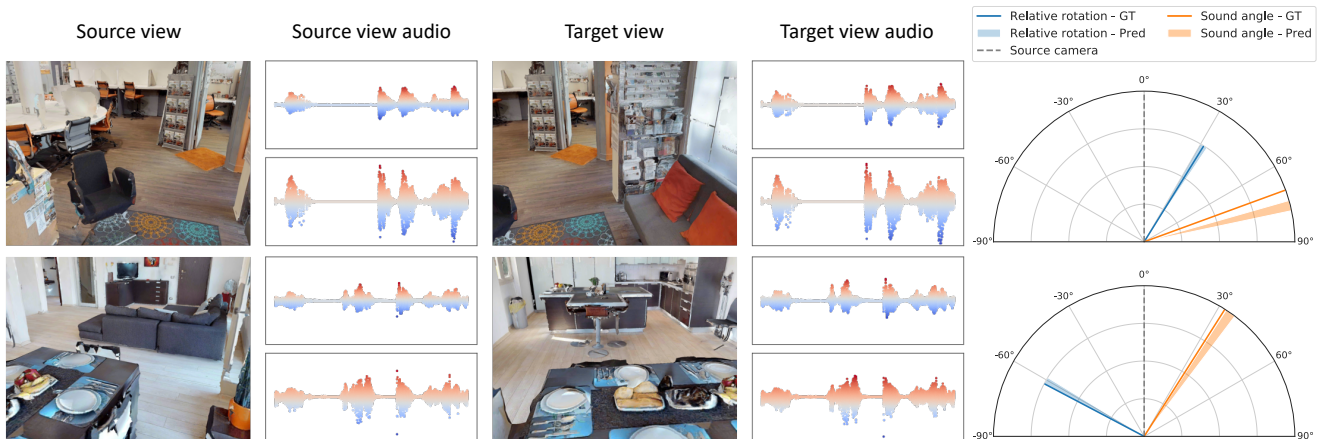 Source view
Source view audio
Target view
Target view audio
Relative rotation - GT
Relative rotation - Pred
Source camera
Sound angle - GT
Sound angle - Pred
0°
-30°
30°
-60°
60°
-90°
90°
0°
-30°
30°
-60°
60°
-90°
90°